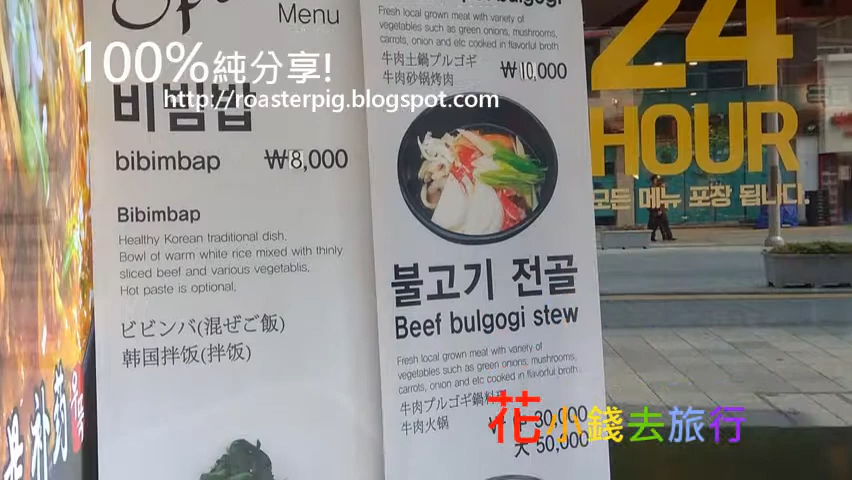 Menu
100%純分享!
http://roasterpig.blogspot.com
비빔밥
bibimbap ₩8,000
Bibimbap
Healthy Korean traditional dish.
Bowl of warm white rice mixed with thinly
sliced beef and various vegetablis.
Hot paste is optional.
ビビンバ(混ぜご飯)
韩国拌饭(拌饭)
bulgogi
Fresh local grown meat with variety of
vegetables such as green onions, mushrooms,
carrots, onion and etc cooked in flavorful broth
牛肉土鍋プルゴギ
牛肉砂锅烤肉
₩10,000
불고기 전골
Beef bulgogi stew
Fresh local grown meat with variety of
vegetables such as green onions, mushrooms,
carrots, onion and etc cooked in flavorful broth
牛肉プルゴギ鍋料理
牛肉火锅
30,000
大 50,000
24
HOUR
모든 메뉴 포장 됩니다.
花小錢去旅行